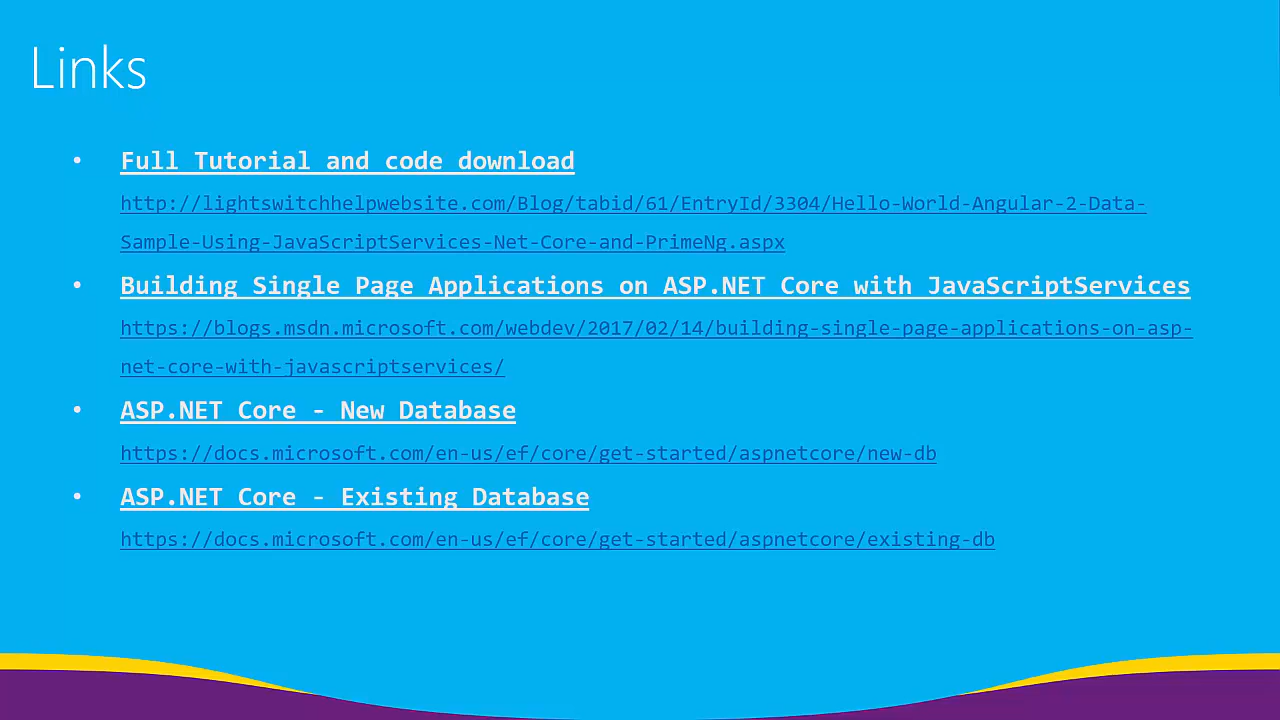 Links
• Full Tutorial and code download
http://lightswitchhelpwebsite.com/Blog/tabid/61/EntryId/3304/Hello-World-Angular-2-Data-
Sample-Using-JavaScriptServices-Net-Core-and-PrimeNg.aspx
• Building Single Page Applications on ASP.NET Core with JavaScriptServices
https://blogs.msdn.microsoft.com/webdev/2017/02/14/building-single-page-applications-on-asp-
net-core-with-javascriptservices/
• ASP.NET Core - New Database
https://docs.microsoft.com/en-us/ef/core/get-started/aspnetcore/new-db
• ASP.NET Core - Existing Database
https://docs.microsoft.com/en-us/ef/core/get-started/aspnetcore/existing-db